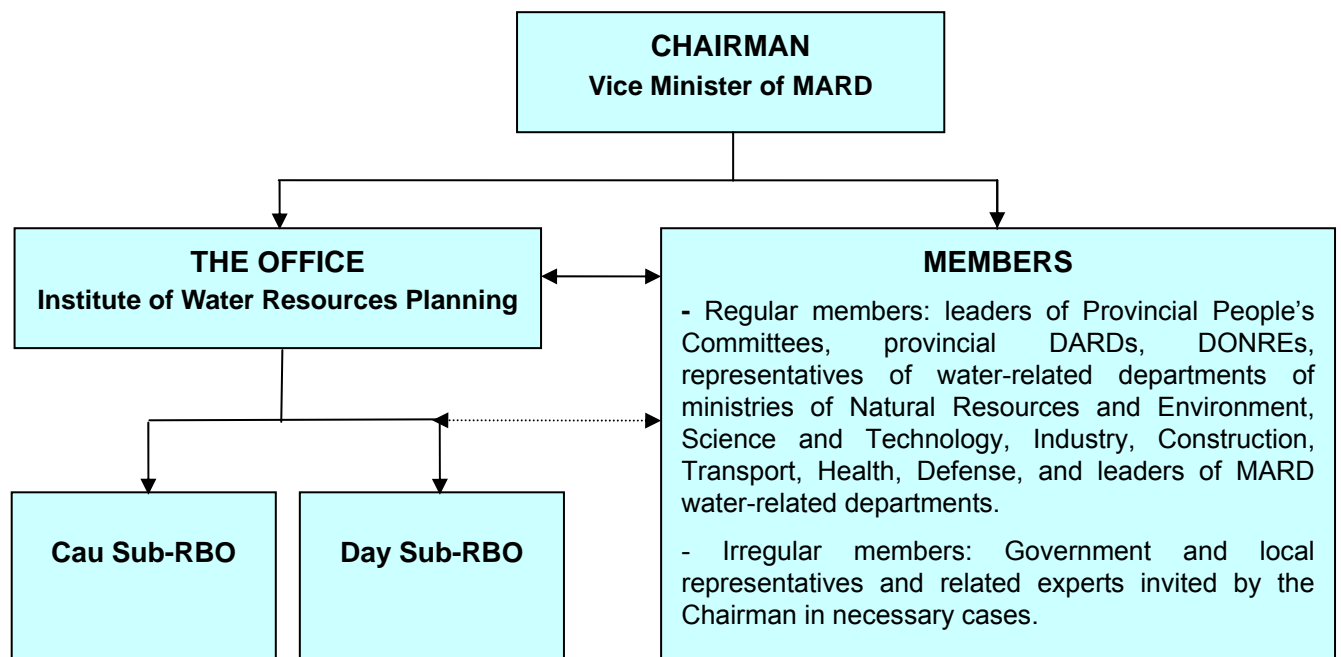 CHAIRMAN
Vice Minister of MARD
THE OFFICE
Institute of Water Resources Planning
MEMBERS
- Regular members: leaders of Provincial People’s
Committees, provincial DARDs, DONREs,
representatives of water-related departments of
ministries of Natural Resources and Environment,
Science and Technology, Industry, Construction,
Transport, Health, Defense, and leaders of MARD
water-related departments.
- Irregular members: Government and local
representatives and related experts invited by the
Chairman in necessary cases.
Cau Sub-RBO
Day Sub-RBO